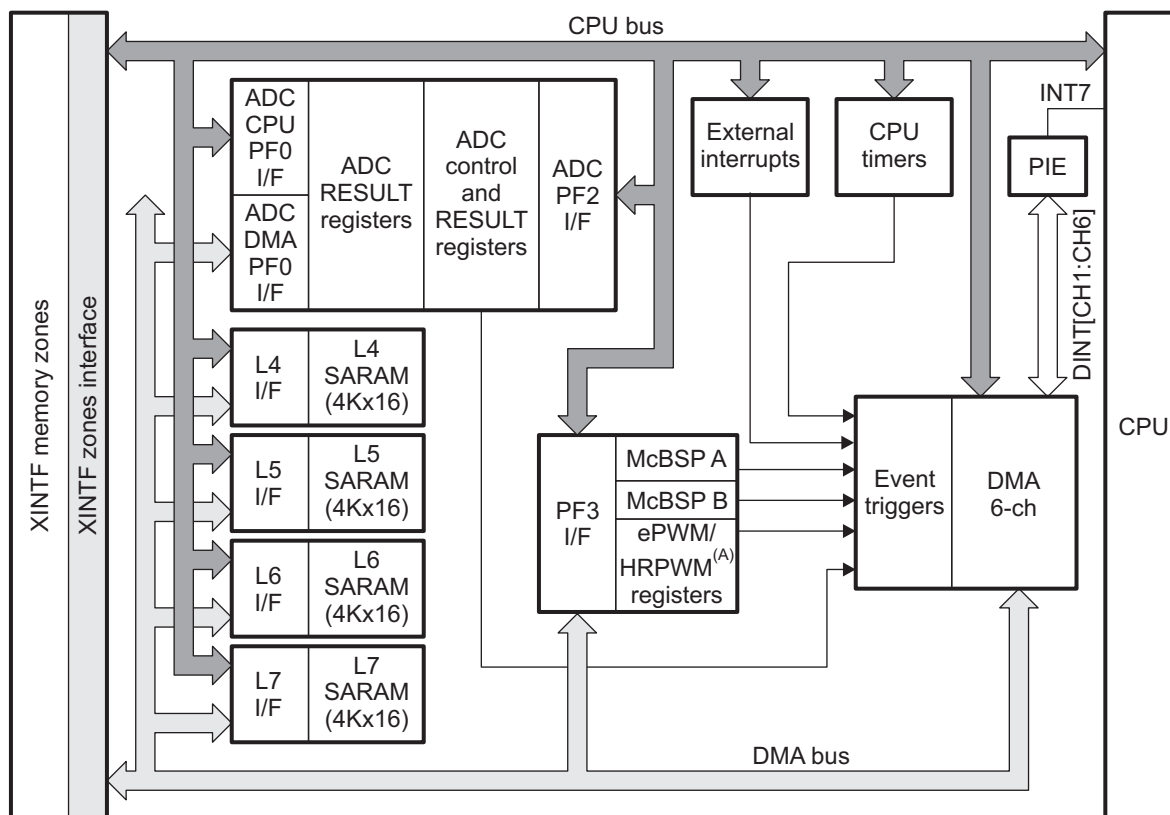 CPU bus
XINTF memory zones
XINTF zones interface
ADC
CPU
PF0
I/F
ADC
DMA
PF0
I/F
ADC
RESULT
registers
ADC
control
and
RESULT
registers
ADC
PF2
I/F
External
interrupts
CPU
timers
INT7
PIE
DINT[CH1:CH6]
CPU
L4
I/F
L4
SARAM
(4Kx16)
L5
I/F
L5
SARAM
(4Kx16)
L6
I/F
L6
SARAM
(4Kx16)
L7
I/F
L7
SARAM
(4Kx16)
PF3
I/F
McBSP A
McBSP B
ePWM/
HRPWM(A)
registers
Event
triggers
DMA
6-ch
DMA bus